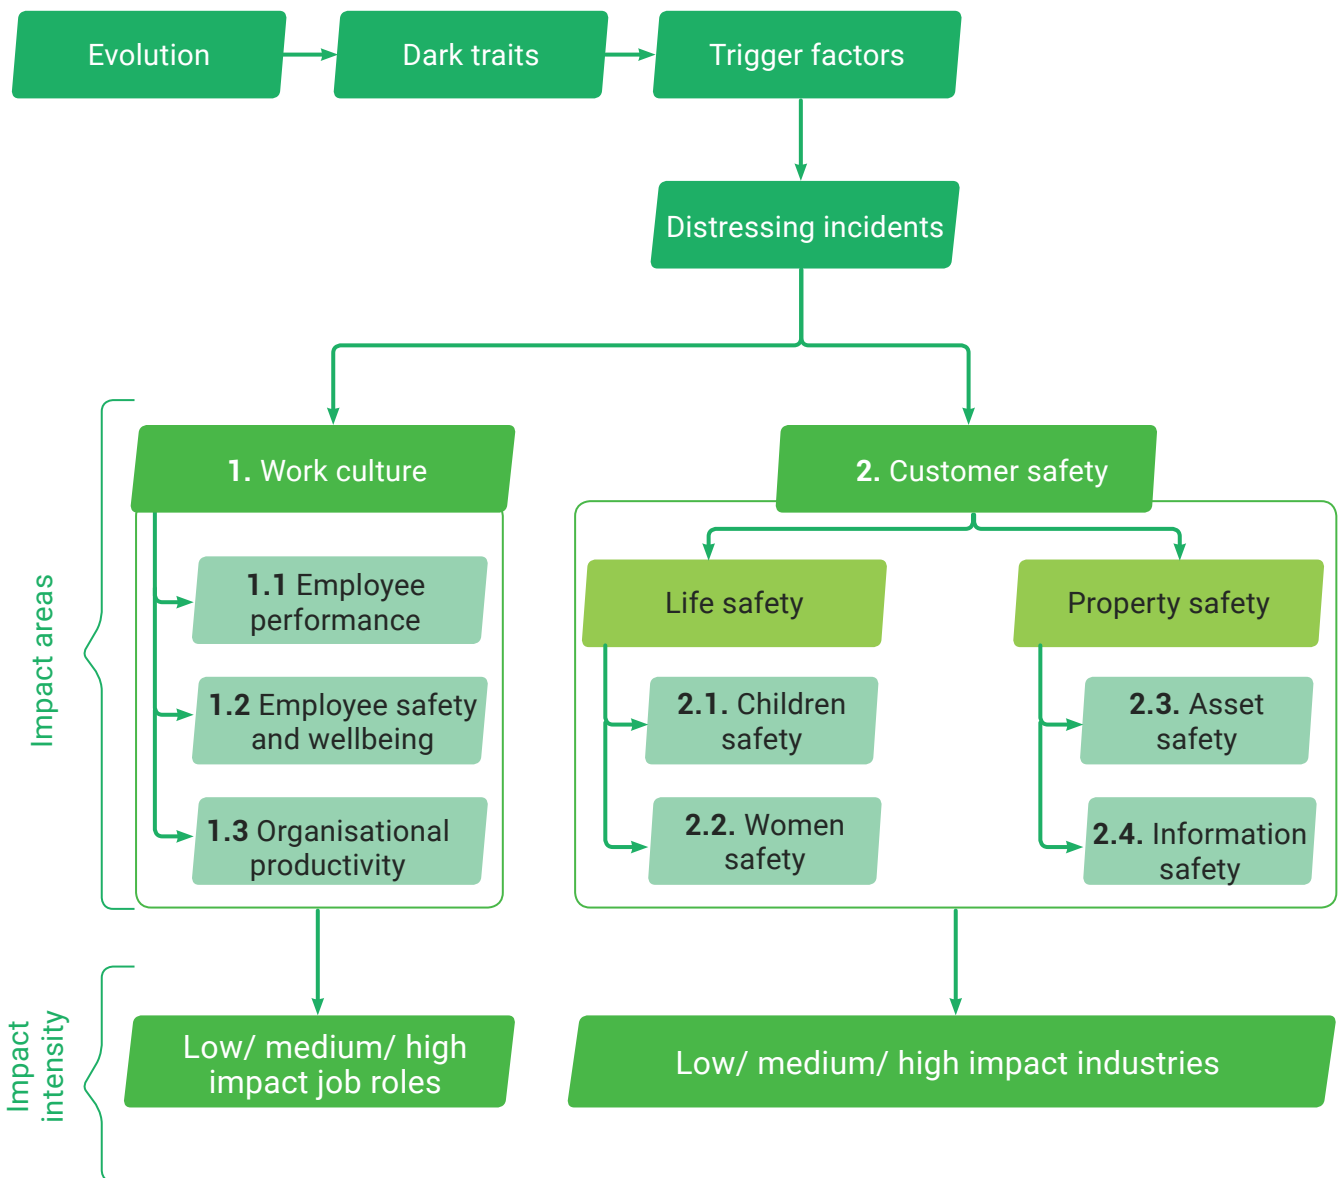 Evolution
Dark traits
Trigger factors
Distressing incidents
Impact areas
1. Work culture
1.1 Employee
performance
1.2 Employee safety
and wellbeing
1.3 Organisational
productivity
2. Customer safety
Life safety
2.1. Children
safety
2.2. Women
safety
Property safety
2.3. Asset
safety
2.4. Information
safety
Impact
intensity
Low/ medium/ high
impact job roles
Low/ medium/ high impact industries